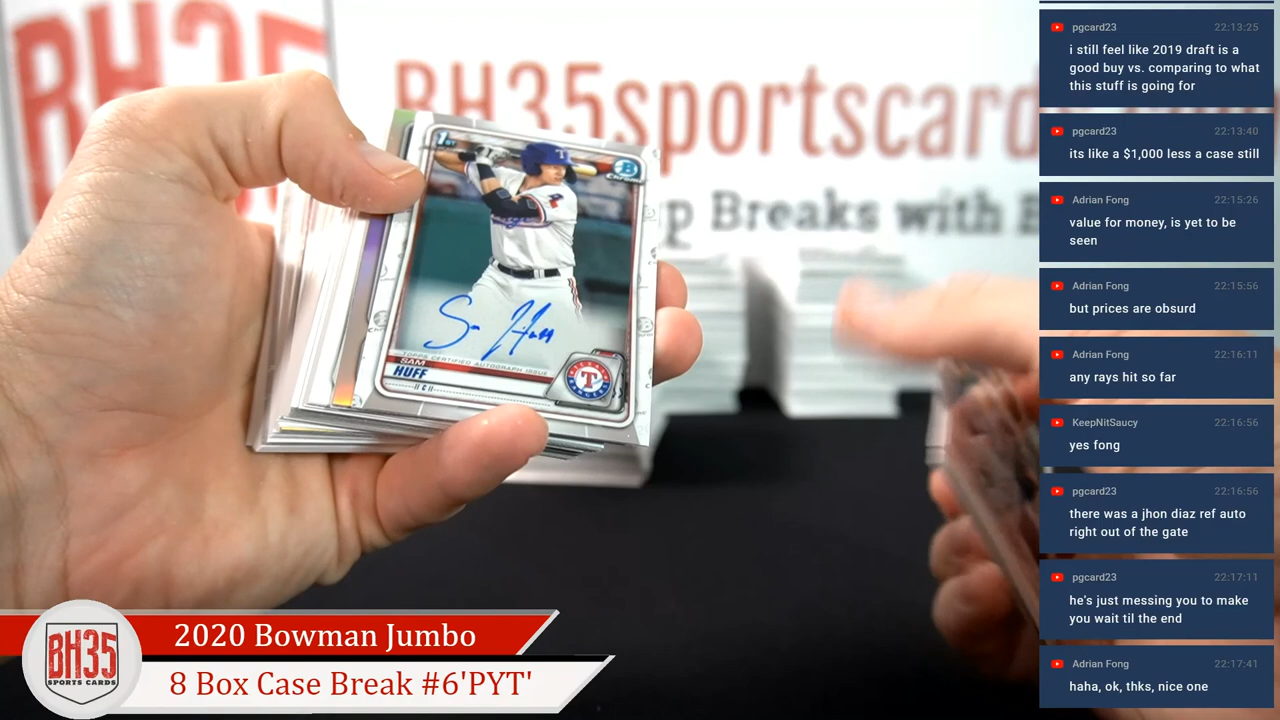 BH35
BH35sportscard
p Breaks with
1ST
B
Chrome
T
Sam Huff
TOPPS CERTIFIED AUTOGRAPH ISSUE
SAM
HUFF
C
T
2020 Bowman Jumbo
8 Box Case Break #6'PYT'
BH35
SPORTS CARDS
pgcard23 22:13:25
i still feel like 2019 draft is a
good buy vs. comparing to what
this stuff is going for
pgcard23 22:13:40
its like a $1,000 less a case still
Adrian Fong 22:15:26
value for money, is yet to be
seen
Adrian Fong 22:15:56
but prices are obsurd
Adrian Fong 22:16:11
any rays hit so far
KeepNitSaucy 22:16:56
yes fong
pgcard23 22:16:56
there was a jhon diaz ref auto
right out of the gate
pgcard23 22:17:11
he's just messing you to make
you wait til the end
Adrian Fong 22:17:41
haha, ok, thks, nice one